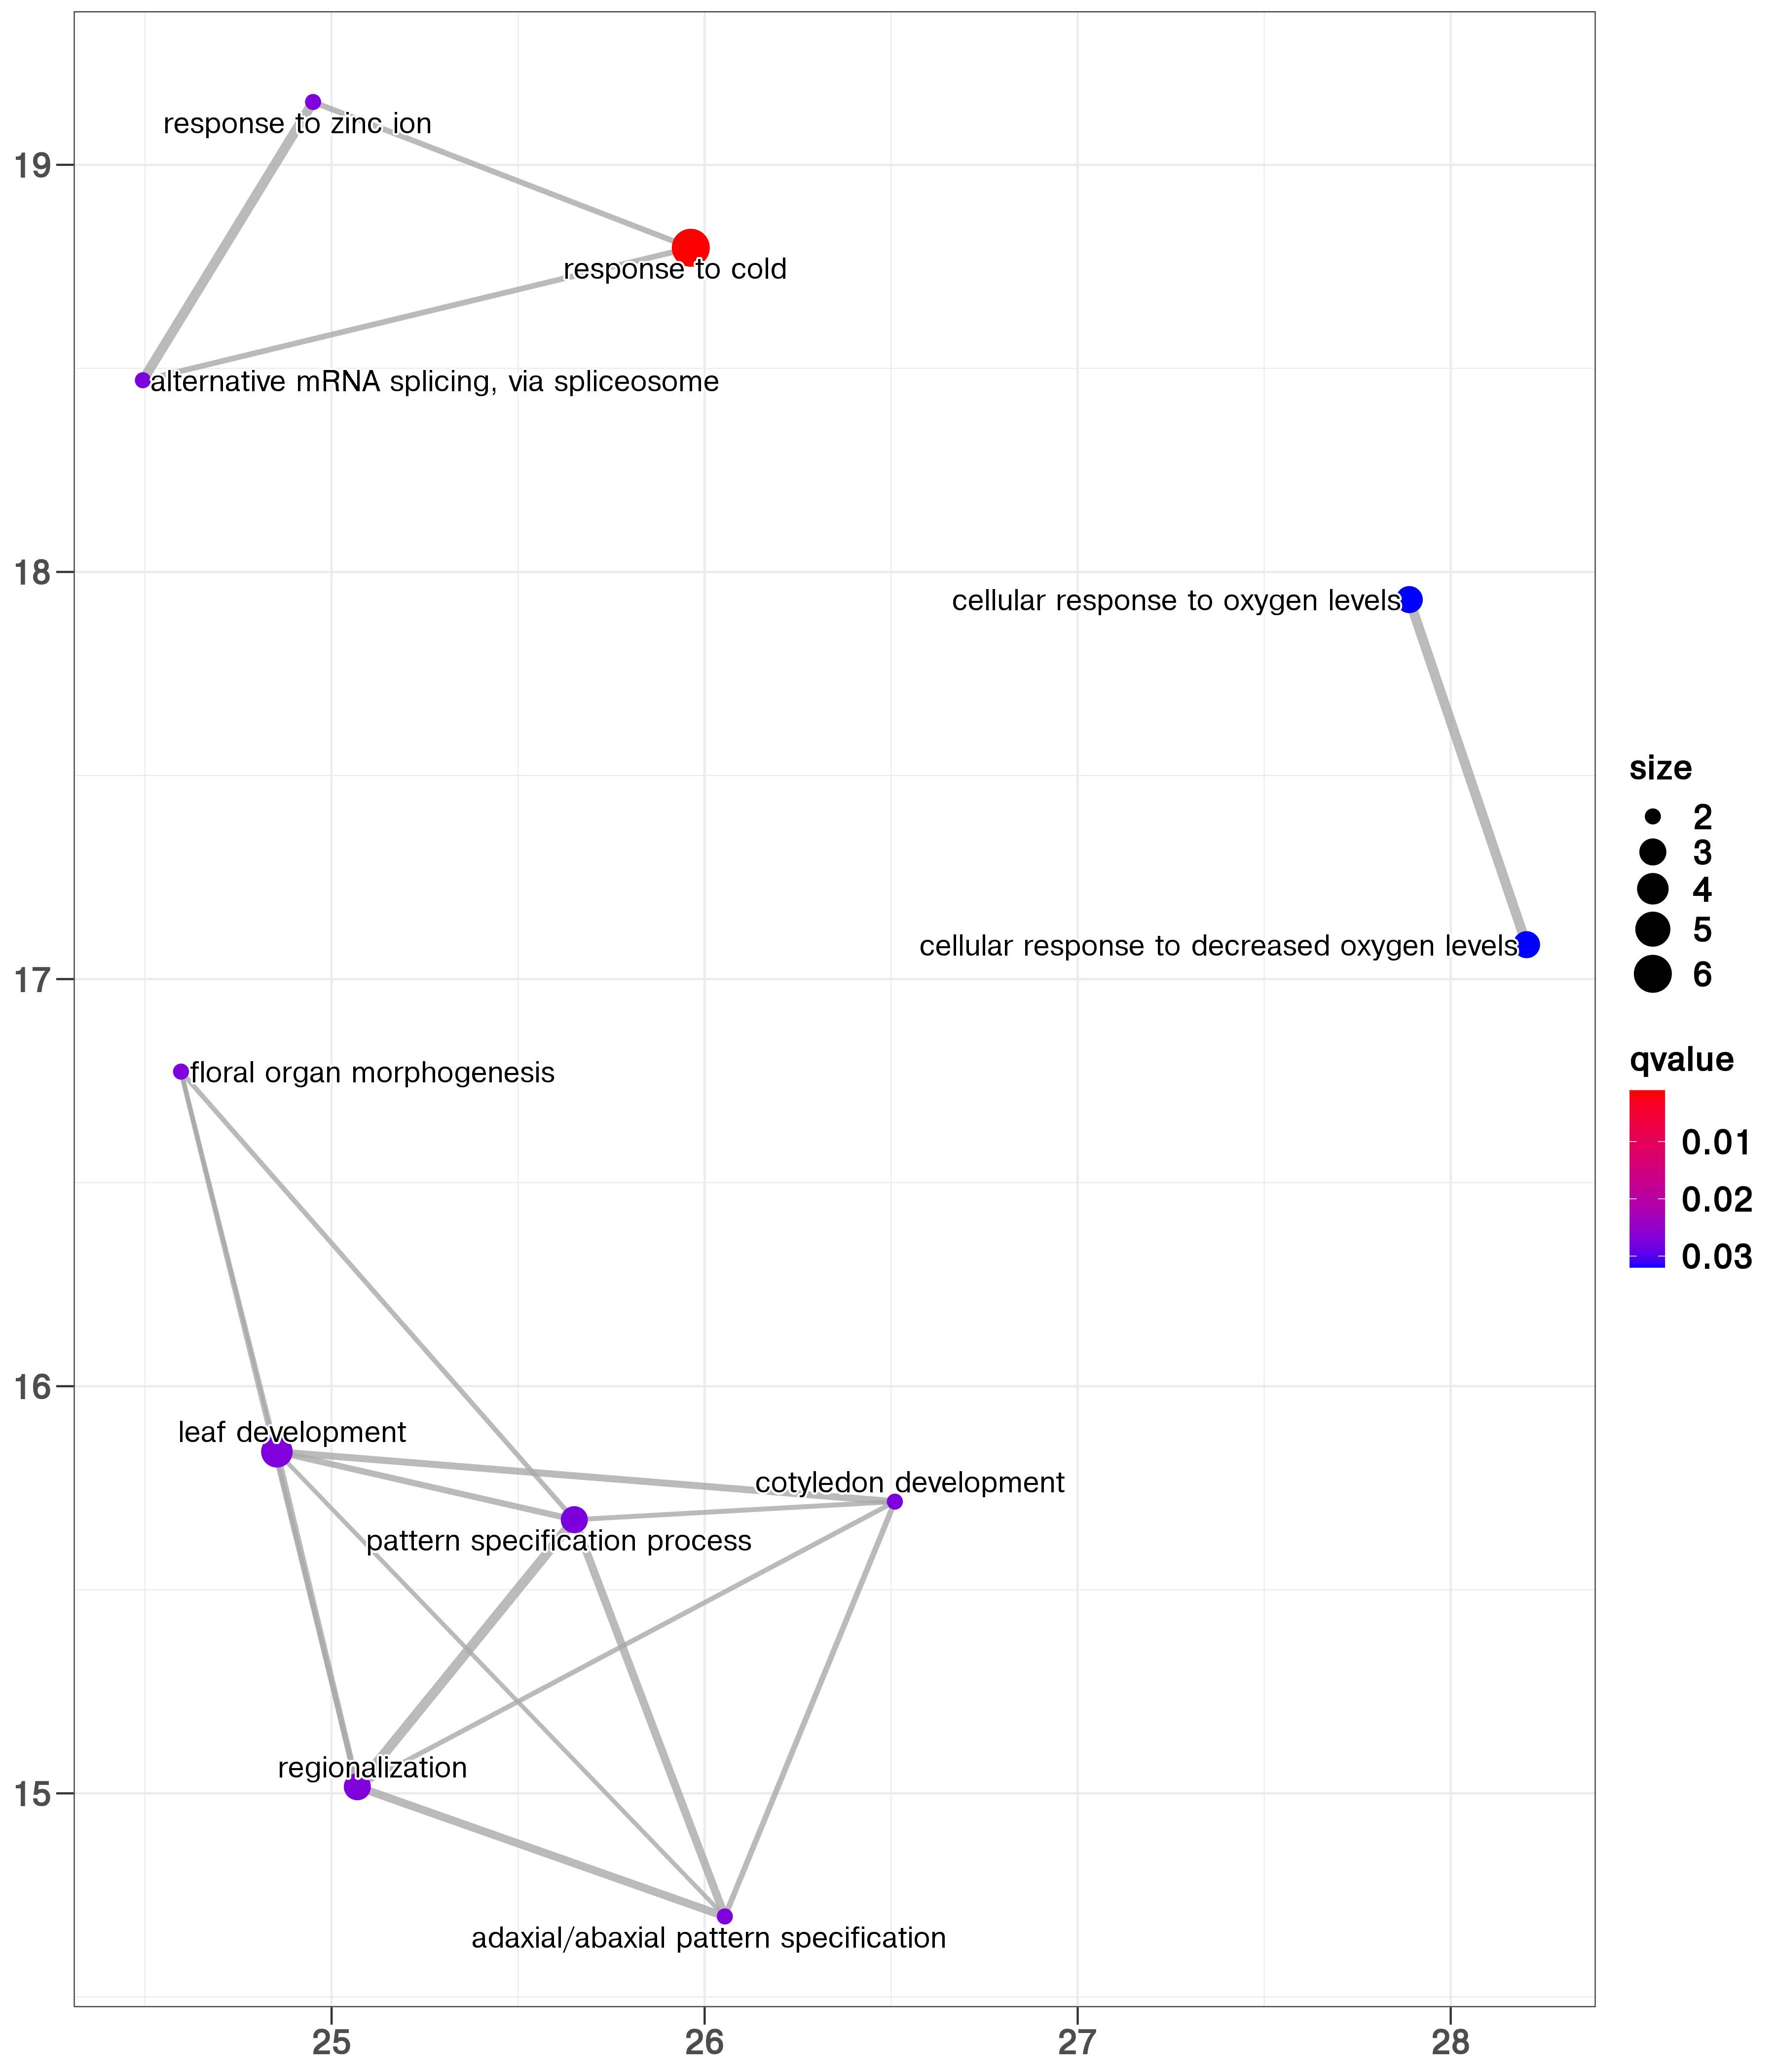 response to zinc ion
19
response to cold
alternative mRNA splicing, via spliceosome
18
cellular response to oxygen levels
size
2
3
4
5
6
cellular response to decreased oxygen levels
17
qvalue
0.01
0.02
0.03
floral organ morphogenesis
16
leaf development
cotyledon development
pattern specification process
regionalization
15
adaxial/abaxial pattern specification
25 26 27 28